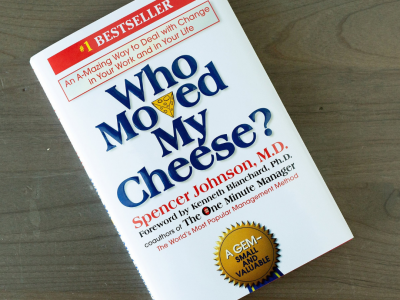 #1 BESTSELLER
An A-Mazing Way to Deal with Change
in Your Work and in Your Life
Who
Moved
My
Cheese?
Spencer Johnson, M.D.
Foreword by Kenneth Blanchard, Ph.D.
coauthors of The One Minute Manager
The World's Most Popular Management Method
A GEM–
SMALL AND
VALUABLE